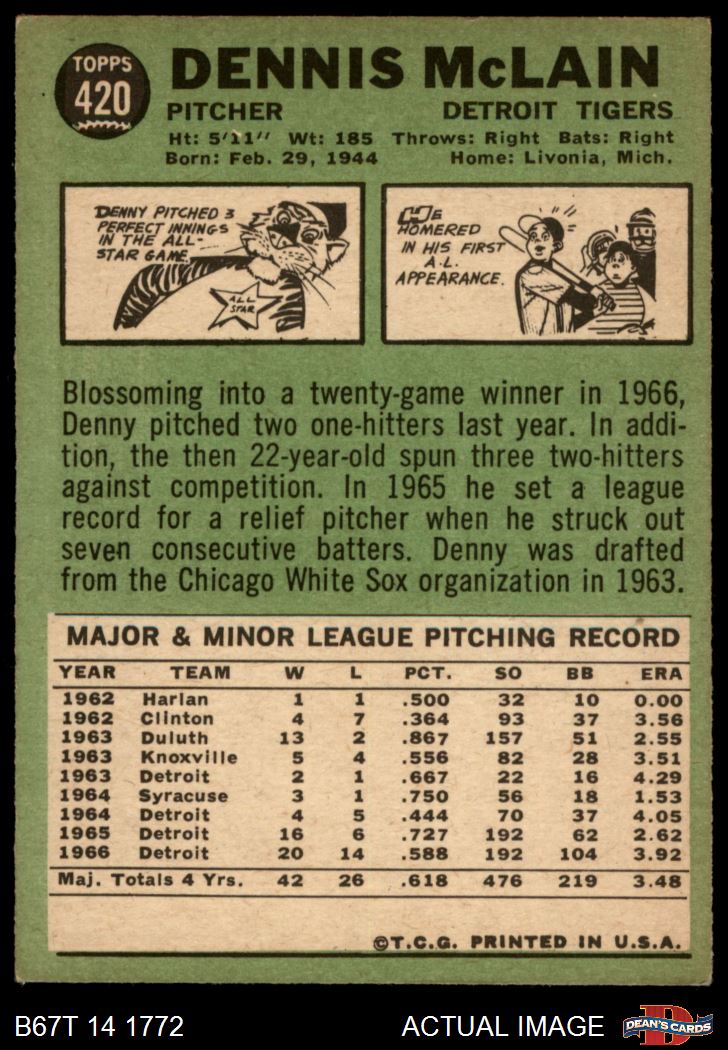 TOPPS
420
DENNIS McLAIN
PITCHER DETROIT TIGERS
Ht: 5'11" Wt: 185 Throws: Right Bats: Right
Born: Feb. 29, 1944 Home: Livonia, Mich.
DENNY PITCHED 3
PERFECT INNINGS
IN THE ALL-
STAR GAME.
ALL
STAR
HE
HOMERED
IN HIS FIRST
A.L.
APPEARANCE.
Blossoming into a twenty-game winner in 1966,
Denny pitched two one-hitters last year. In addi-
tion, the then 22-year-old spun three two-hitters
against competition. In 1965 he set a league
record for a relief pitcher when he struck out
seven consecutive batters. Denny was drafted
from the Chicago White Sox organization in 1963.
MAJOR & MINOR LEAGUE PITCHING RECORD
YEAR TEAM W L PCT. SO BB ERA
1962 Harlan 1 1 .500 32 10 0.00
1962 Clinton 4 7 .364 93 37 3.56
1963 Duluth 13 2 .867 157 51 2.55
1963 Knoxville 5 4 .556 82 28 3.51
1963 Detroit 2 1 .667 22 16 4.29
1964 Syracuse 3 1 .750 56 18 1.53
1964 Detroit 4 5 .444 70 37 4.05
1965 Detroit 16 6 .727 192 62 2.62
1966 Detroit 20 14 .588 192 104 3.92
Maj. Totals 4 Yrs. 42 26 .618 476 219 3.48
©T.C.G. PRINTED IN U.S.A.
B67T 14 1772 ACTUAL IMAGE
D
DEAN'S CARDS